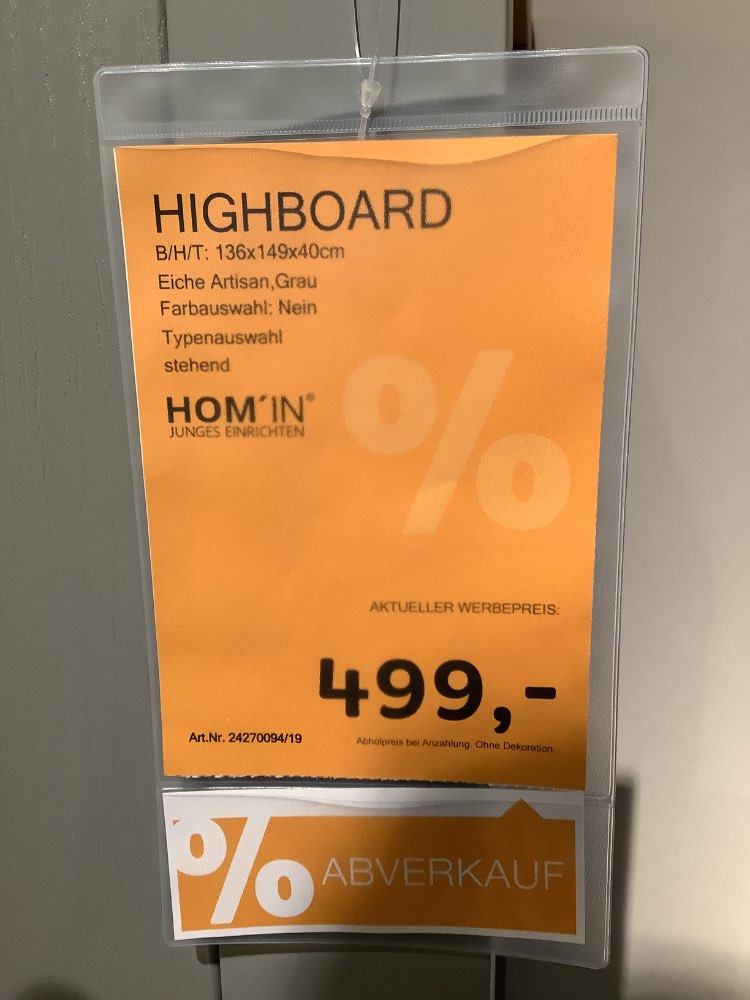 HIGHBOARD
B/H/T: 136x149x40cm
Eiche Artisan,Grau
Farbauswahl: Nein
Typenauswahl
stehend
HOM´IN®
JUNGES EINRICHTEN
%
AKTUELLER WERBEPREIS:
499,-
Art.Nr. 24270094/19
Abholpreis bei Anzahlung. Ohne Dekoration.
% ABVERKAUF